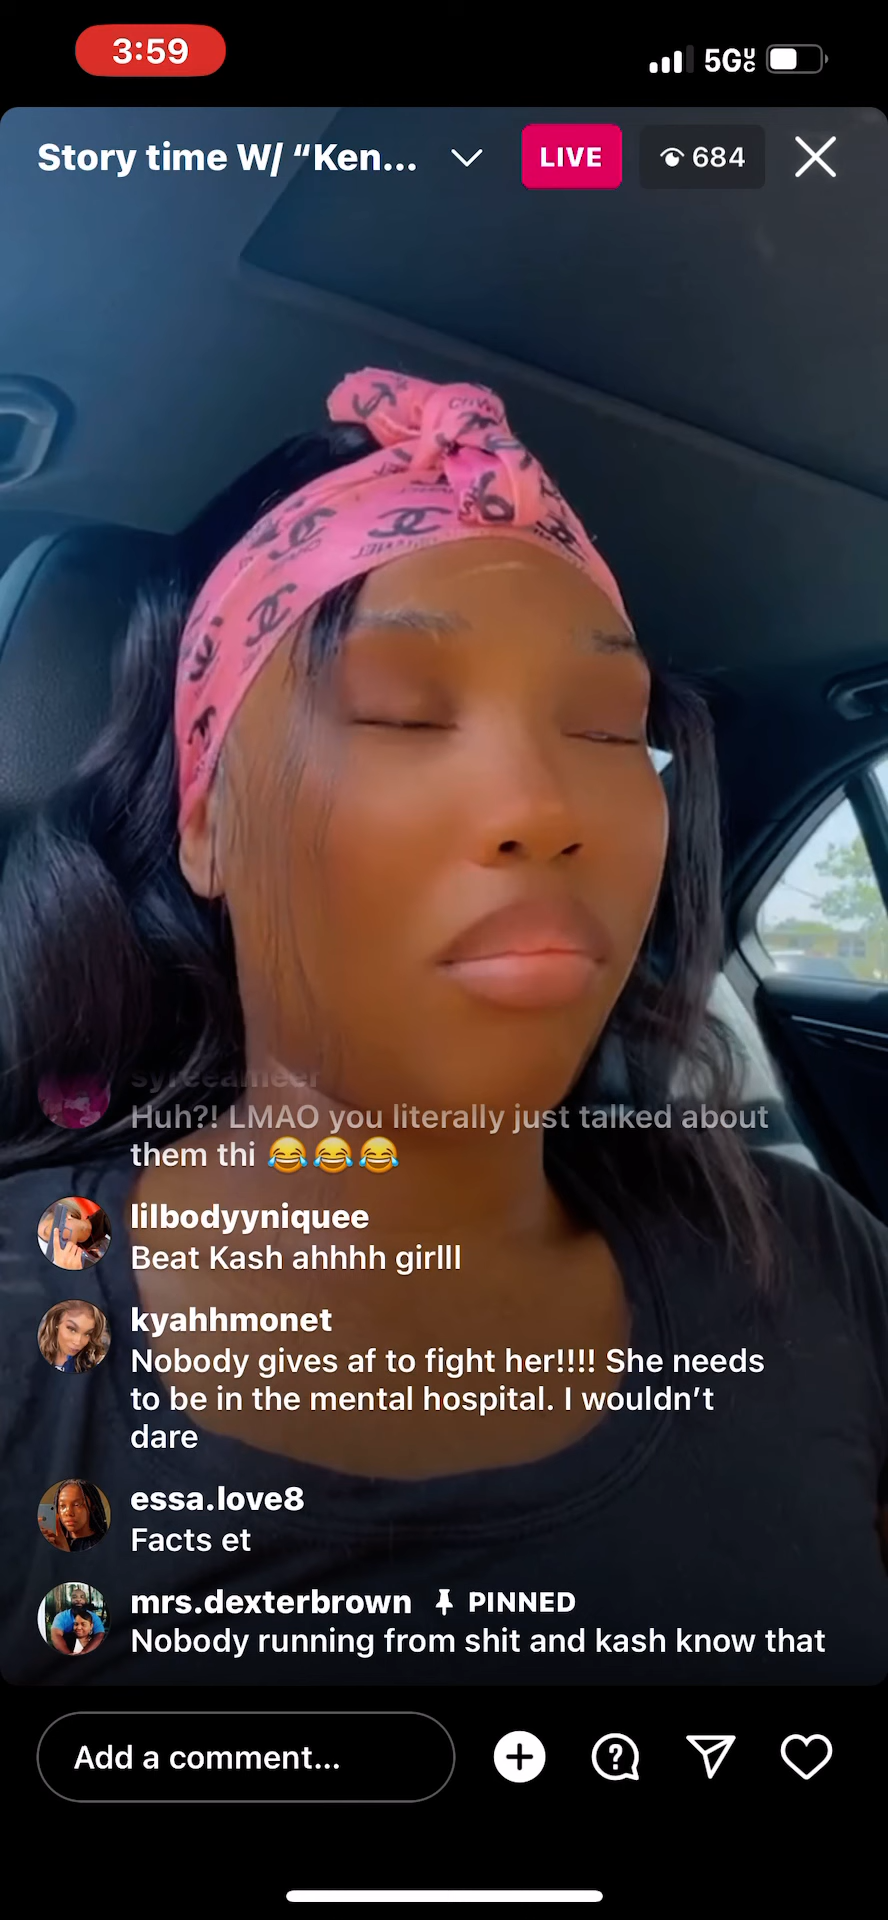 3:59
5G UC
Story time W/ “Ken...
LIVE
684
syreeameer
Huh?! LMAO you literally just talked about
them thi 😂😂😂
lilbodyyniquee
Beat Kash ahhhh girlll
kyahhmonet
Nobody gives af to fight her!!!! She needs
to be in the mental hospital. I wouldn’t
dare
essa.love8
Facts et
mrs.dexterbrown PINNED
Nobody running from shit and kash know that
Add a comment...